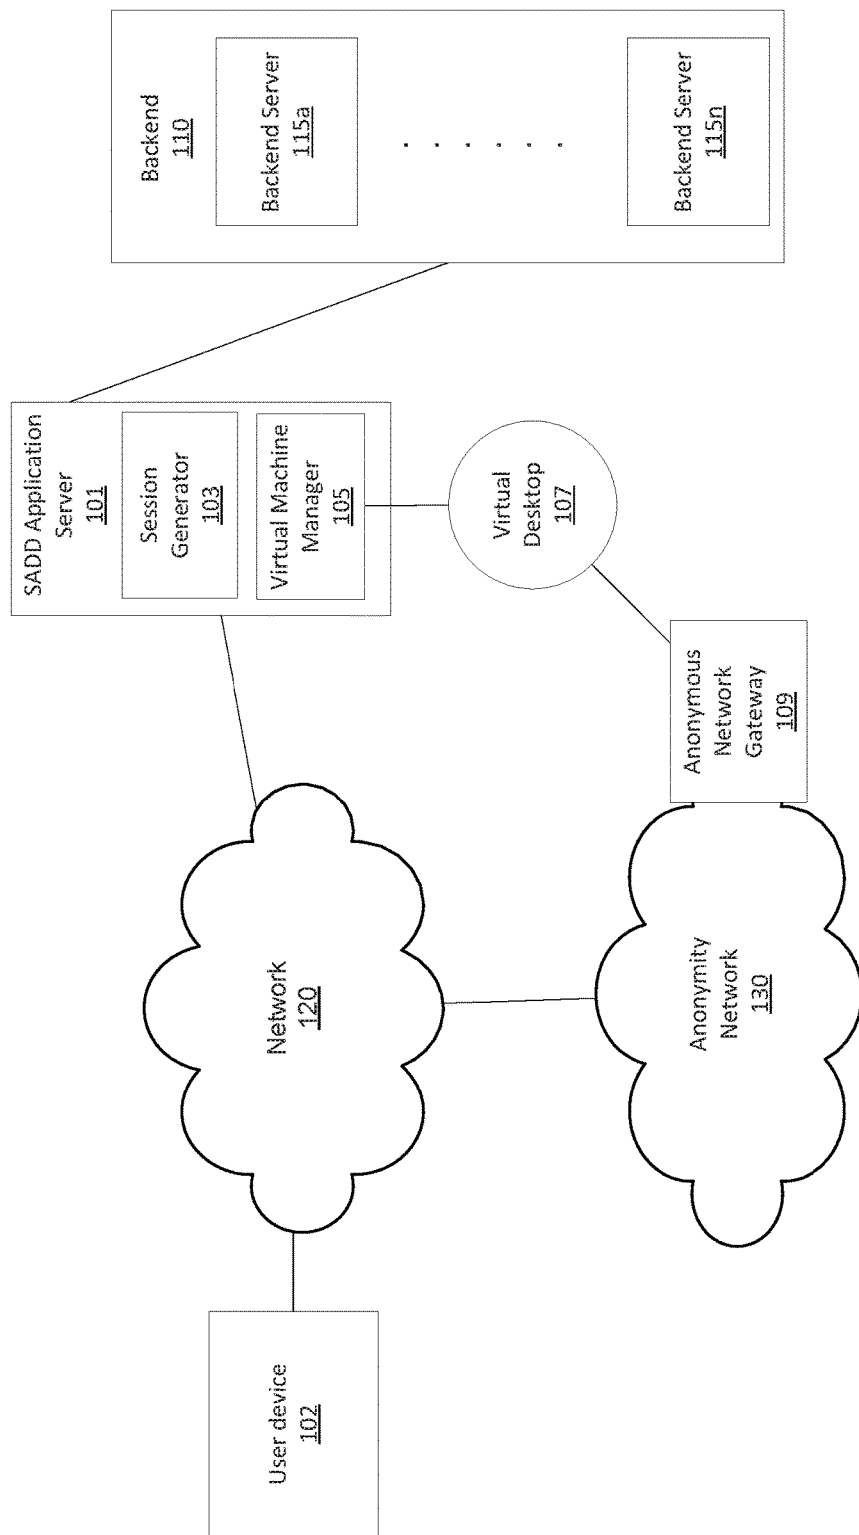 User device
102
Network
120
Anonymity
Network
130
SADD Application
Server
101
Session
Generator
103
Virtual Machine
Manager
105
Virtual
Desktop
107
Anonymous
Network
Gateway
109
Backend
110
Backend Server
115a
Backend Server
115n